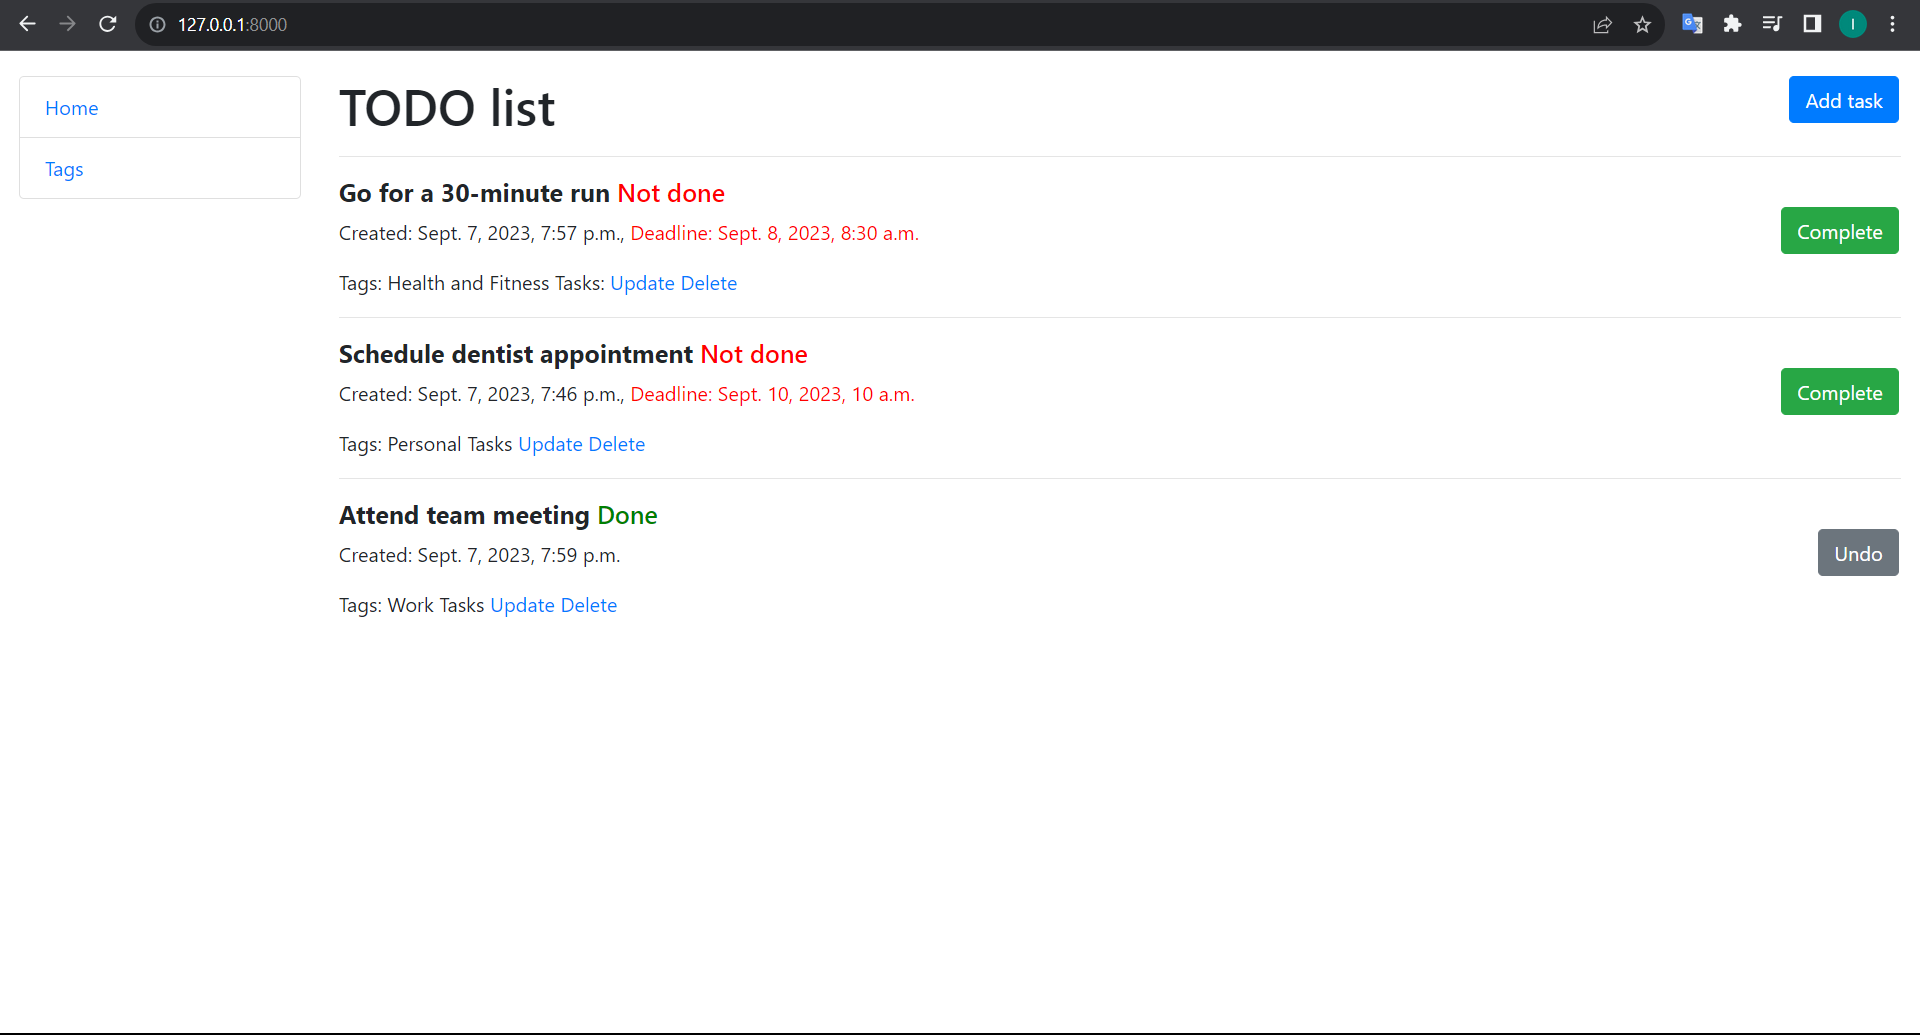 127.0.0.1:8000
I
Home
Tags
TODO list
Add task
Go for a 30-minute run Not done
Created: Sept. 7, 2023, 7:57 p.m., Deadline: Sept. 8, 2023, 8:30 a.m.
Complete
Tags: Health and Fitness Tasks: Update Delete
Schedule dentist appointment Not done
Created: Sept. 7, 2023, 7:46 p.m., Deadline: Sept. 10, 2023, 10 a.m.
Complete
Tags: Personal Tasks Update Delete
Attend team meeting Done
Created: Sept. 7, 2023, 7:59 p.m.
Undo
Tags: Work Tasks Update Delete